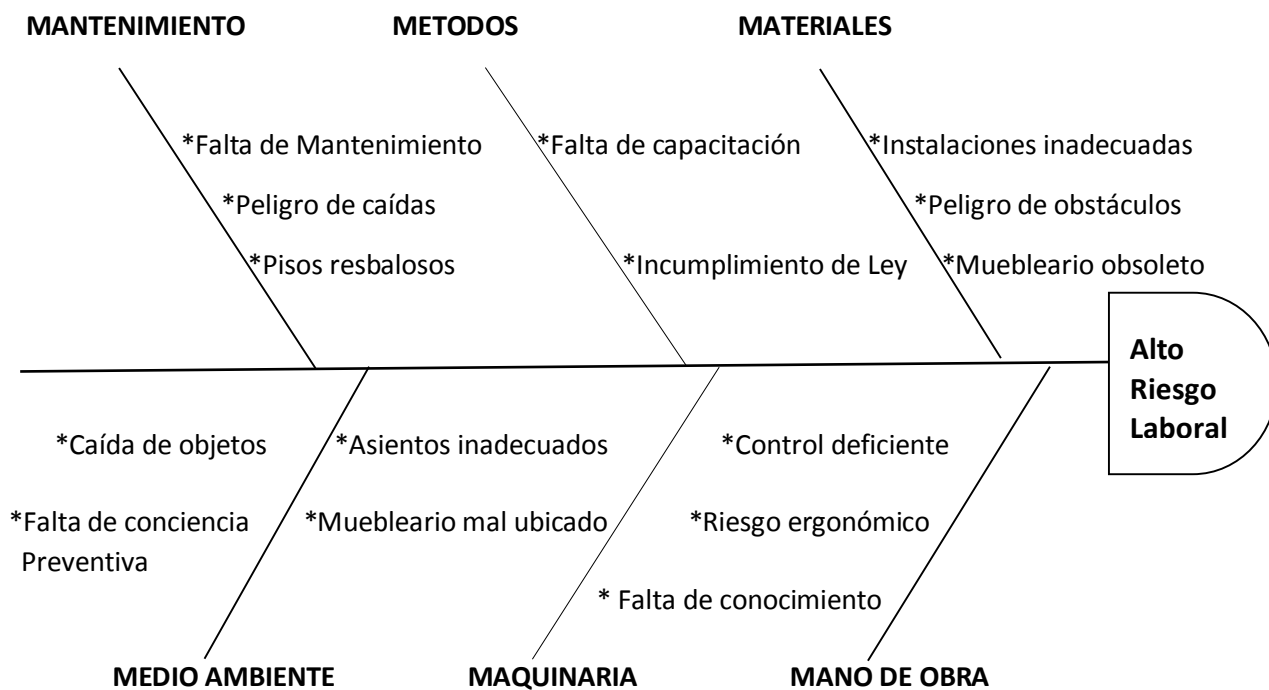 MANTENIMIENTO
METODOS
MATERIALES
*Falta de Mantenimiento
*Falta de capacitación
*Instalaciones inadecuadas
*Peligro de caídas
*Peligro de obstáculos
*Pisos resbalosos
*Incumplimiento de Ley
*Muebleario obsoleto
Alto
Riesgo
Laboral
*Caída de objetos
*Asientos inadecuados
*Control deficiente
*Falta de conciencia
Preventiva
*Muebleario mal ubicado
*Riesgo ergonómico
* Falta de conocimiento
MEDIO AMBIENTE
MAQUINARIA
MANO DE OBRA